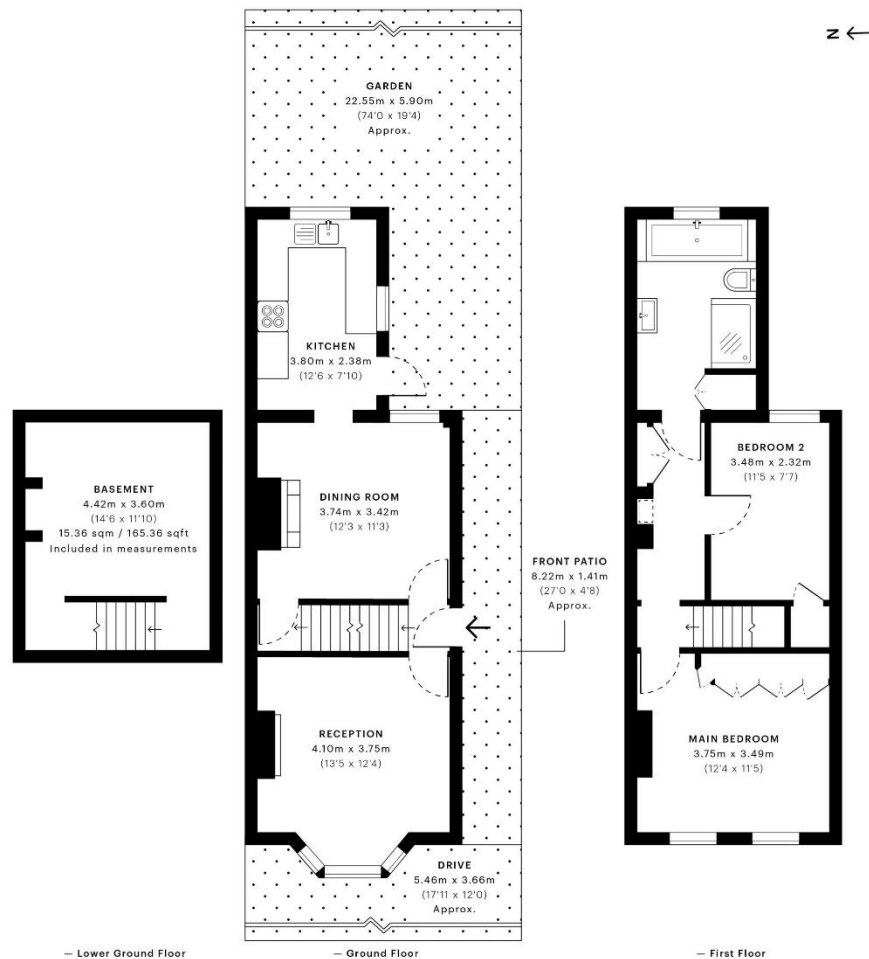 N
GARDEN
22.55m x 5.90m
(74'0 x 19'4)
Approx.
KITCHEN
3.80m x 2.38m
(12'6 x 7'10)
BASEMENT
4.42m x 3.60m
(14'6 x 11'10)
15.36 sqm / 165.36 sqft
Included in measurements
DINING ROOM
3.74m x 3.42m
(12'3 x 11'3)
BEDROOM 2
3.48m x 2.32m
(11'5 x 7'7)
FRONT PATIO
8.22m x 1.41m
(27'0 x 4'8)
Approx.
RECEPTION
4.10m x 3.75m
(13'5 x 12'4)
MAIN BEDROOM
3.75m x 3.49m
(12'4 x 11'5)
DRIVE
5.46m x 3.66m
(17'11 x 12'0)
Approx.
— Lower Ground Floor
— Ground Floor
— First Floor